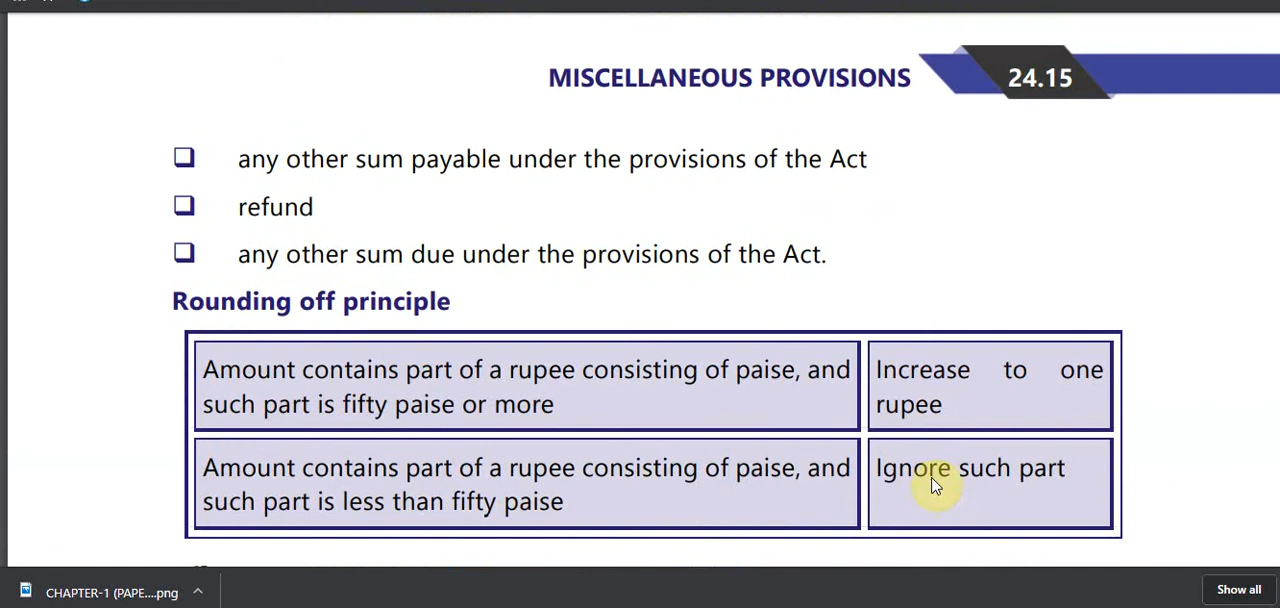 MISCELLANEOUS PROVISIONS 24.15
❑ any other sum payable under the provisions of the Act
❑ refund
❑ any other sum due under the provisions of the Act.
Rounding off principle
Amount contains part of a rupee consisting of paise, and
such part is fifty paise or more
Increase to one
rupee
Amount contains part of a rupee consisting of paise, and
such part is less than fifty paise
Ignore such part
CHAPTER-1 (PAPE....png
Show all